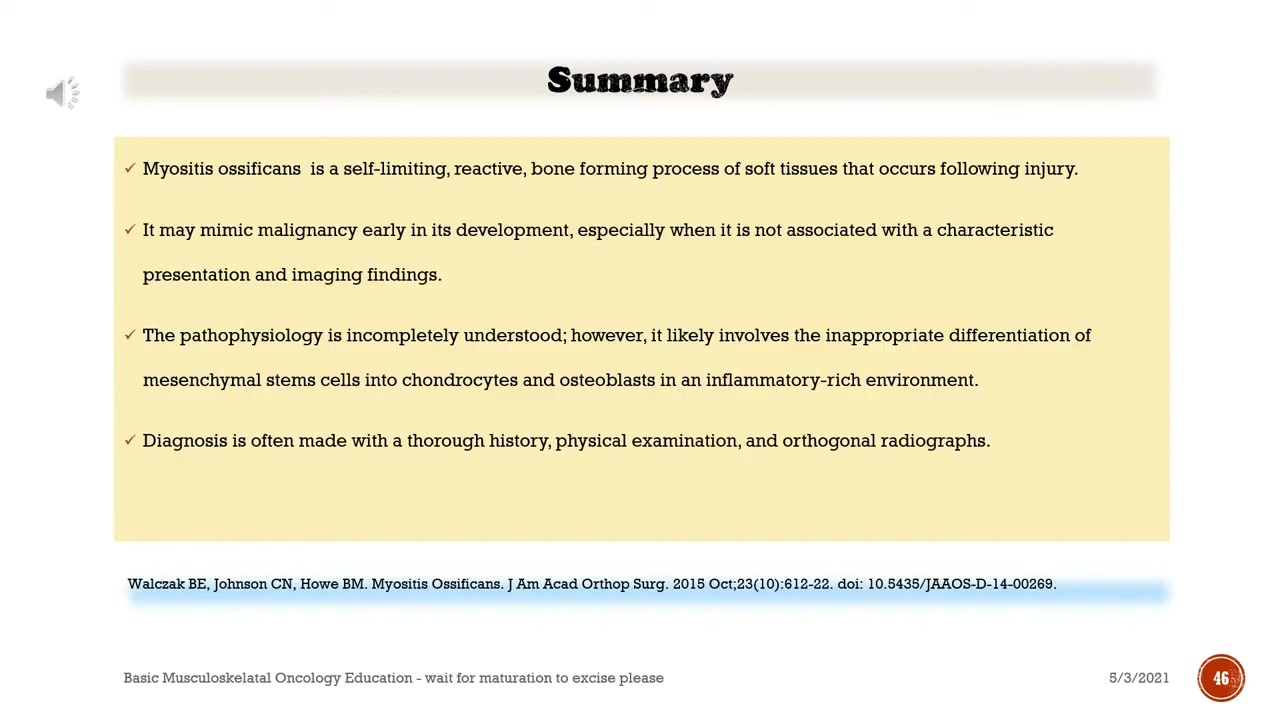 Summary
✓ Myositis ossificans  is a self-limiting, reactive, bone forming process of soft tissues that occurs following injury.
✓ It may mimic malignancy early in its development, especially when it is not associated with a characteristic
presentation and imaging findings.
✓ The pathophysiology is incompletely understood; however, it likely involves the inappropriate differentiation of
mesenchymal stems cells into chondrocytes and osteoblasts in an inflammatory-rich environment.
✓ Diagnosis is often made with a thorough history, physical examination, and orthogonal radiographs.
Walczak BE, Johnson CN, Howe BM. Myositis Ossificans. J Am Acad Orthop Surg. 2015 Oct;23(10):612-22. doi: 10.5435/JAAOS-D-14-00269.
Basic Musculoskelatal Oncology Education - wait for maturation to excise please
5/3/2021
46